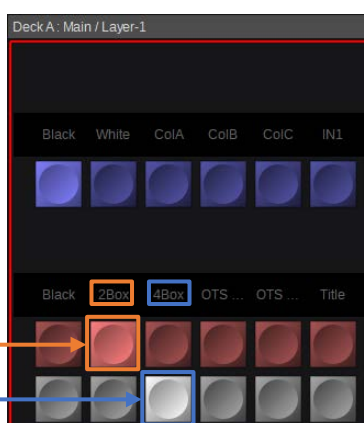 Deck A : Main / Layer-1
Black White ColA ColB ColC IN1
Black 2Box 4Box OTS ... OTS ... Title